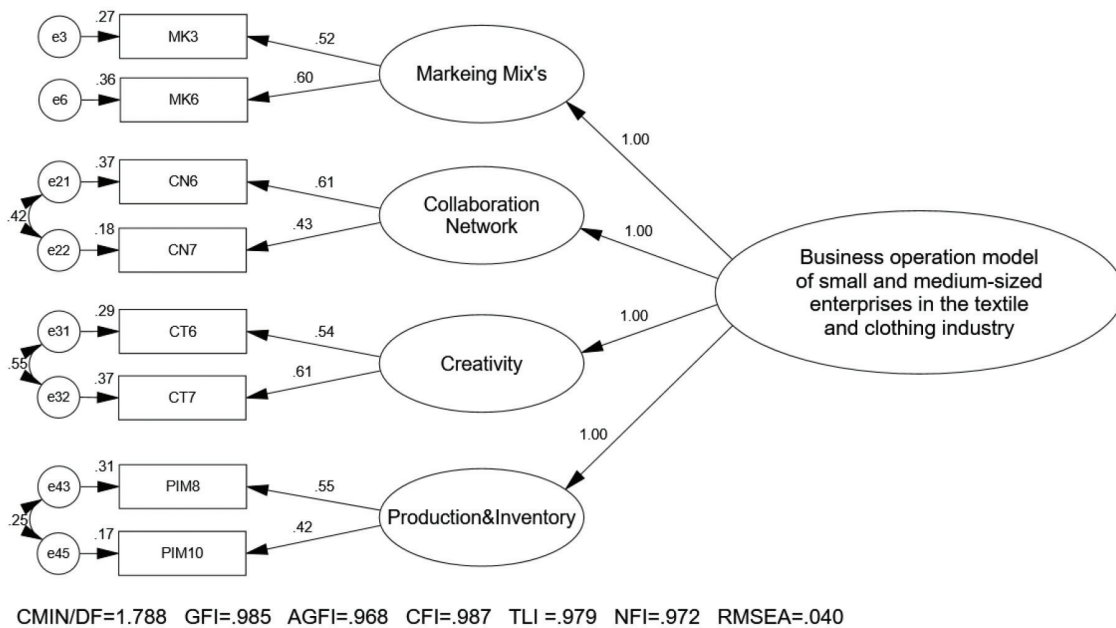 .27
e3
MK3
.52
.36
.60
e6
MK6
Markeing Mix's
1.00
.37
e21
CN6
.61
.42
.18
.43
e22
CN7
Collaboration
Network
1.00
Business operation model
of small and medium-sized
enterprises in the textile
and clothing industry
.29
e31
CT6
.54
.55
.37
.61
e32
CT7
Creativity
1.00
.31
e43
PIM8
.55
.25
.17
.42
e45
PIM10
Production&Inventory
1.00
CMIN/DF=1.788 GFI=.985 AGFI=.968 CFI=.987 TLI =.979 NFI=.972 RMSEA=.040